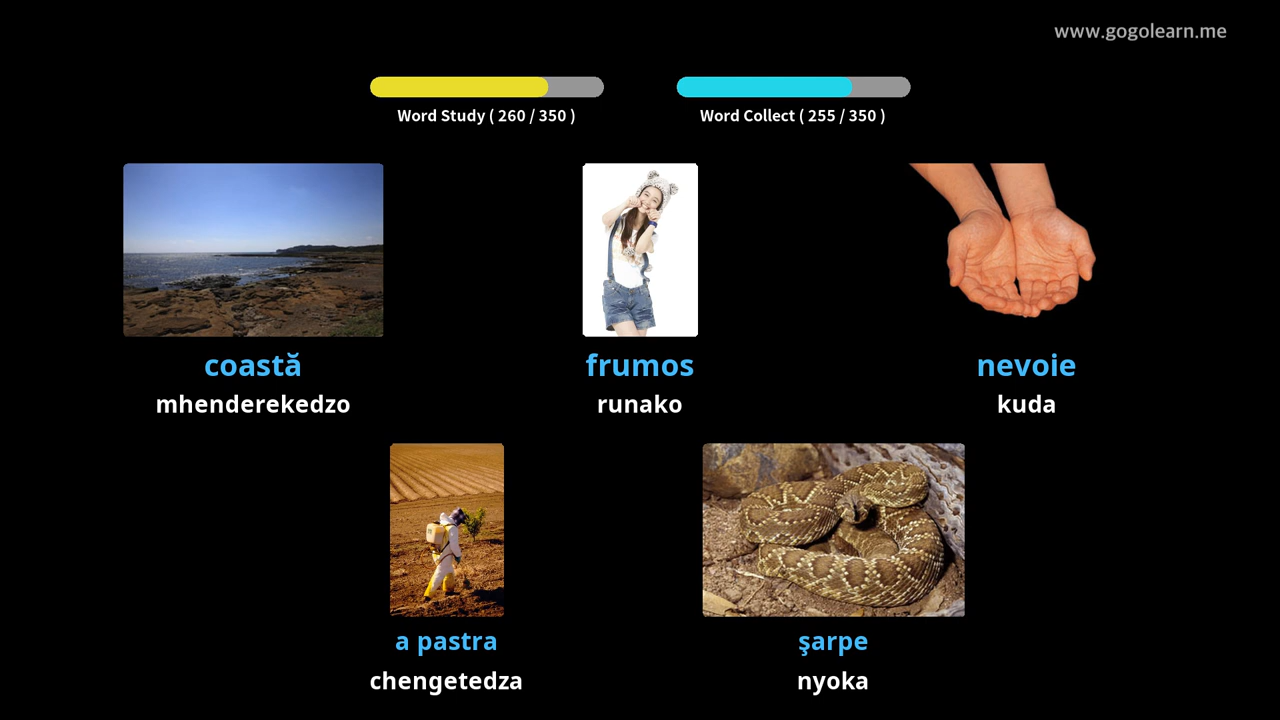 www.gogolearn.me
Word Study ( 260 / 350 )
Word Collect ( 255 / 350 )
coastă
mhenderekedzo
frumos
runako
nevoie
kuda
a pastra
chengetedza
şarpe
nyoka